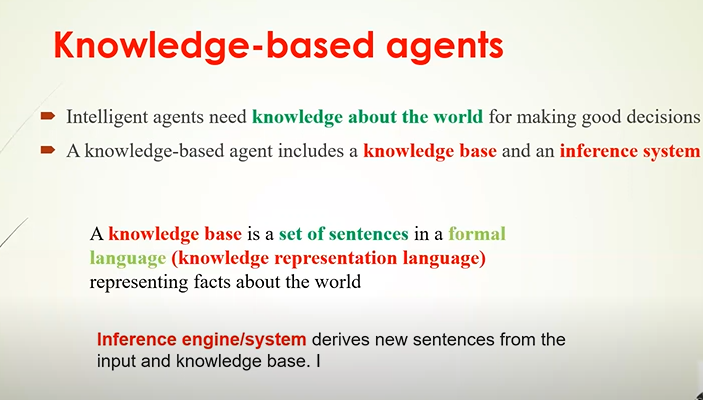 Knowledge-based agents
Intelligent agents need knowledge about the world for making good decisions
A knowledge-based agent includes a knowledge base and an inference system
A knowledge base is a set of sentences in a formal
language (knowledge representation language)
representing facts about the world
Inference engine/system derives new sentences from the
input and knowledge base. I